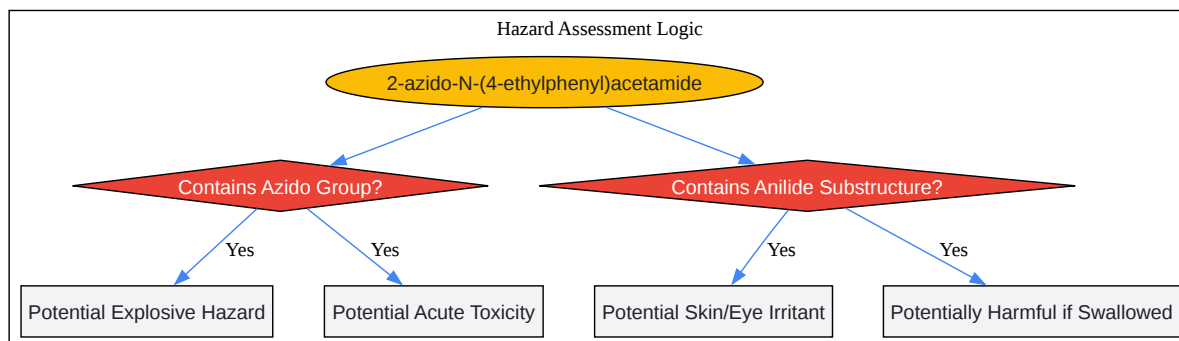 Hazard Assessment Logic
2-azido-N-(4-ethylphenyl)acetamide
Contains Azido Group?
Contains Anilide Substructure?
Yes
Yes
Yes
Yes
Potential Explosive Hazard
Potential Acute Toxicity
Potential Skin/Eye Irritant
Potentially Harmful if Swallowed